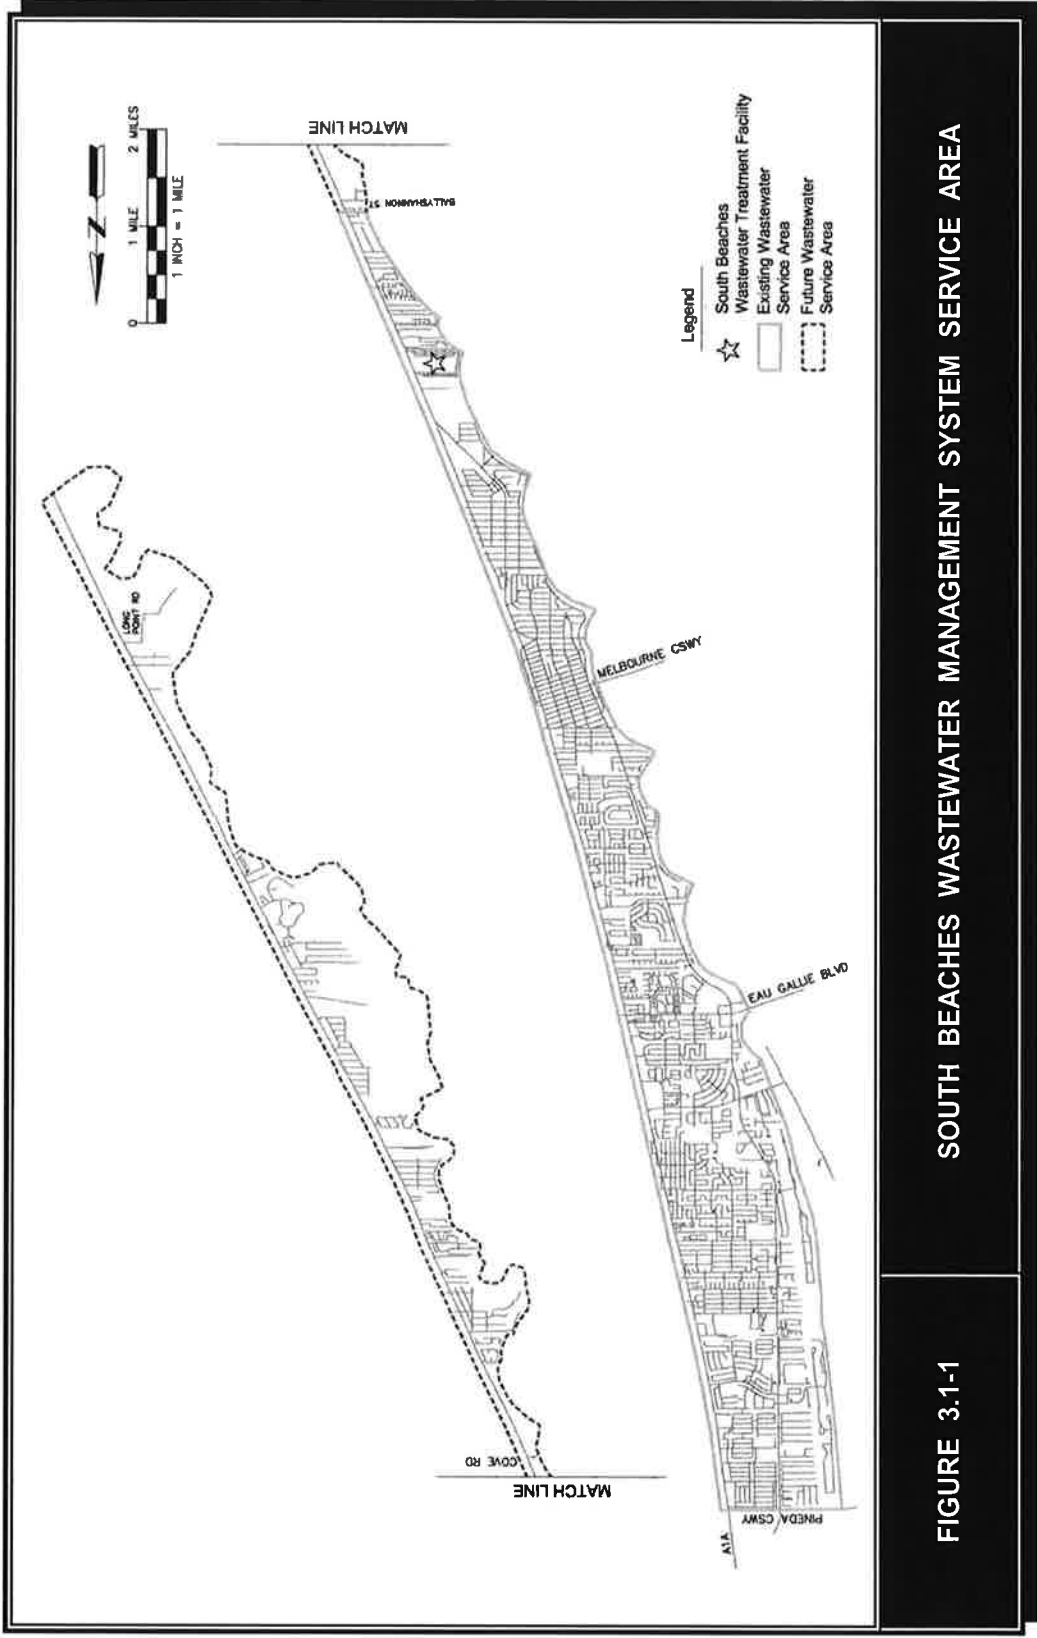 0
1 MILE
2 MILES
1 INCH = 1 MILE
N
MATCH LINE
BALLYSHANNON ST
Legend
South Beaches
Wastewater Treatment Facility
Existing Wastewater
Service Area
Future Wastewater
Service Area
LONG
POINT RD
MELBOURNE CSWY
EAU GALLIE BLVD
COVE RD
MATCH LINE
PINEDA CSWY
A1A
FIGURE 3.1-1
SOUTH BEACHES WASTEWATER MANAGEMENT SYSTEM SERVICE AREA